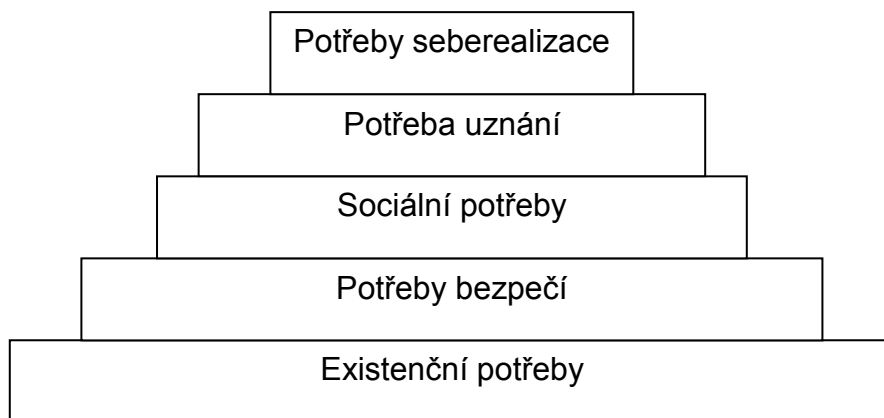 Potřeby seberealizace
Potřeba uznání
Sociální potřeby
Potřeby bezpečí
Existenční potřeby